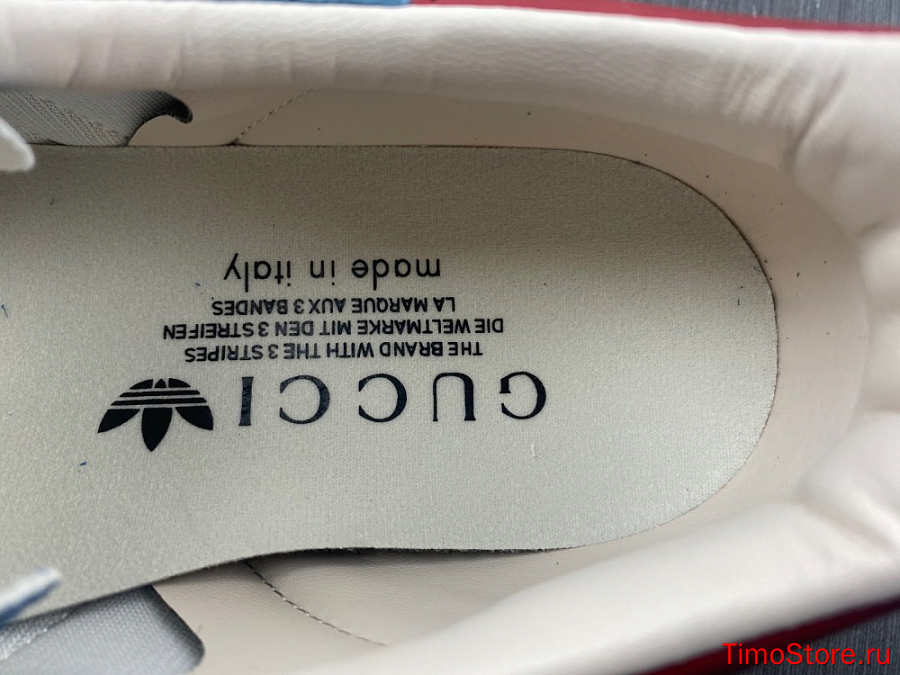 GUCCI
THE BRAND WITH THE 3 STRIPES
DIE WELTMARKE MIT DEN 3 STREIFEN
LA MARQUE AUX 3 BANDES
made in italy
TimoStore.ru